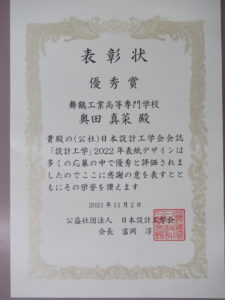 表彰状
優秀賞
舞鶴工業高等専門学校
奥田 真菜 殿
貴殿の(公社)日本設計工学会会誌
「設計工学」2022年表紙デザインは
多くの応募の中で優秀と評価されま
したのでここに感謝の意を表すとと
もにその栄誉を讃えます
2021年11月2日
公益社団法人 日本設計工学会
会長 富岡 淳